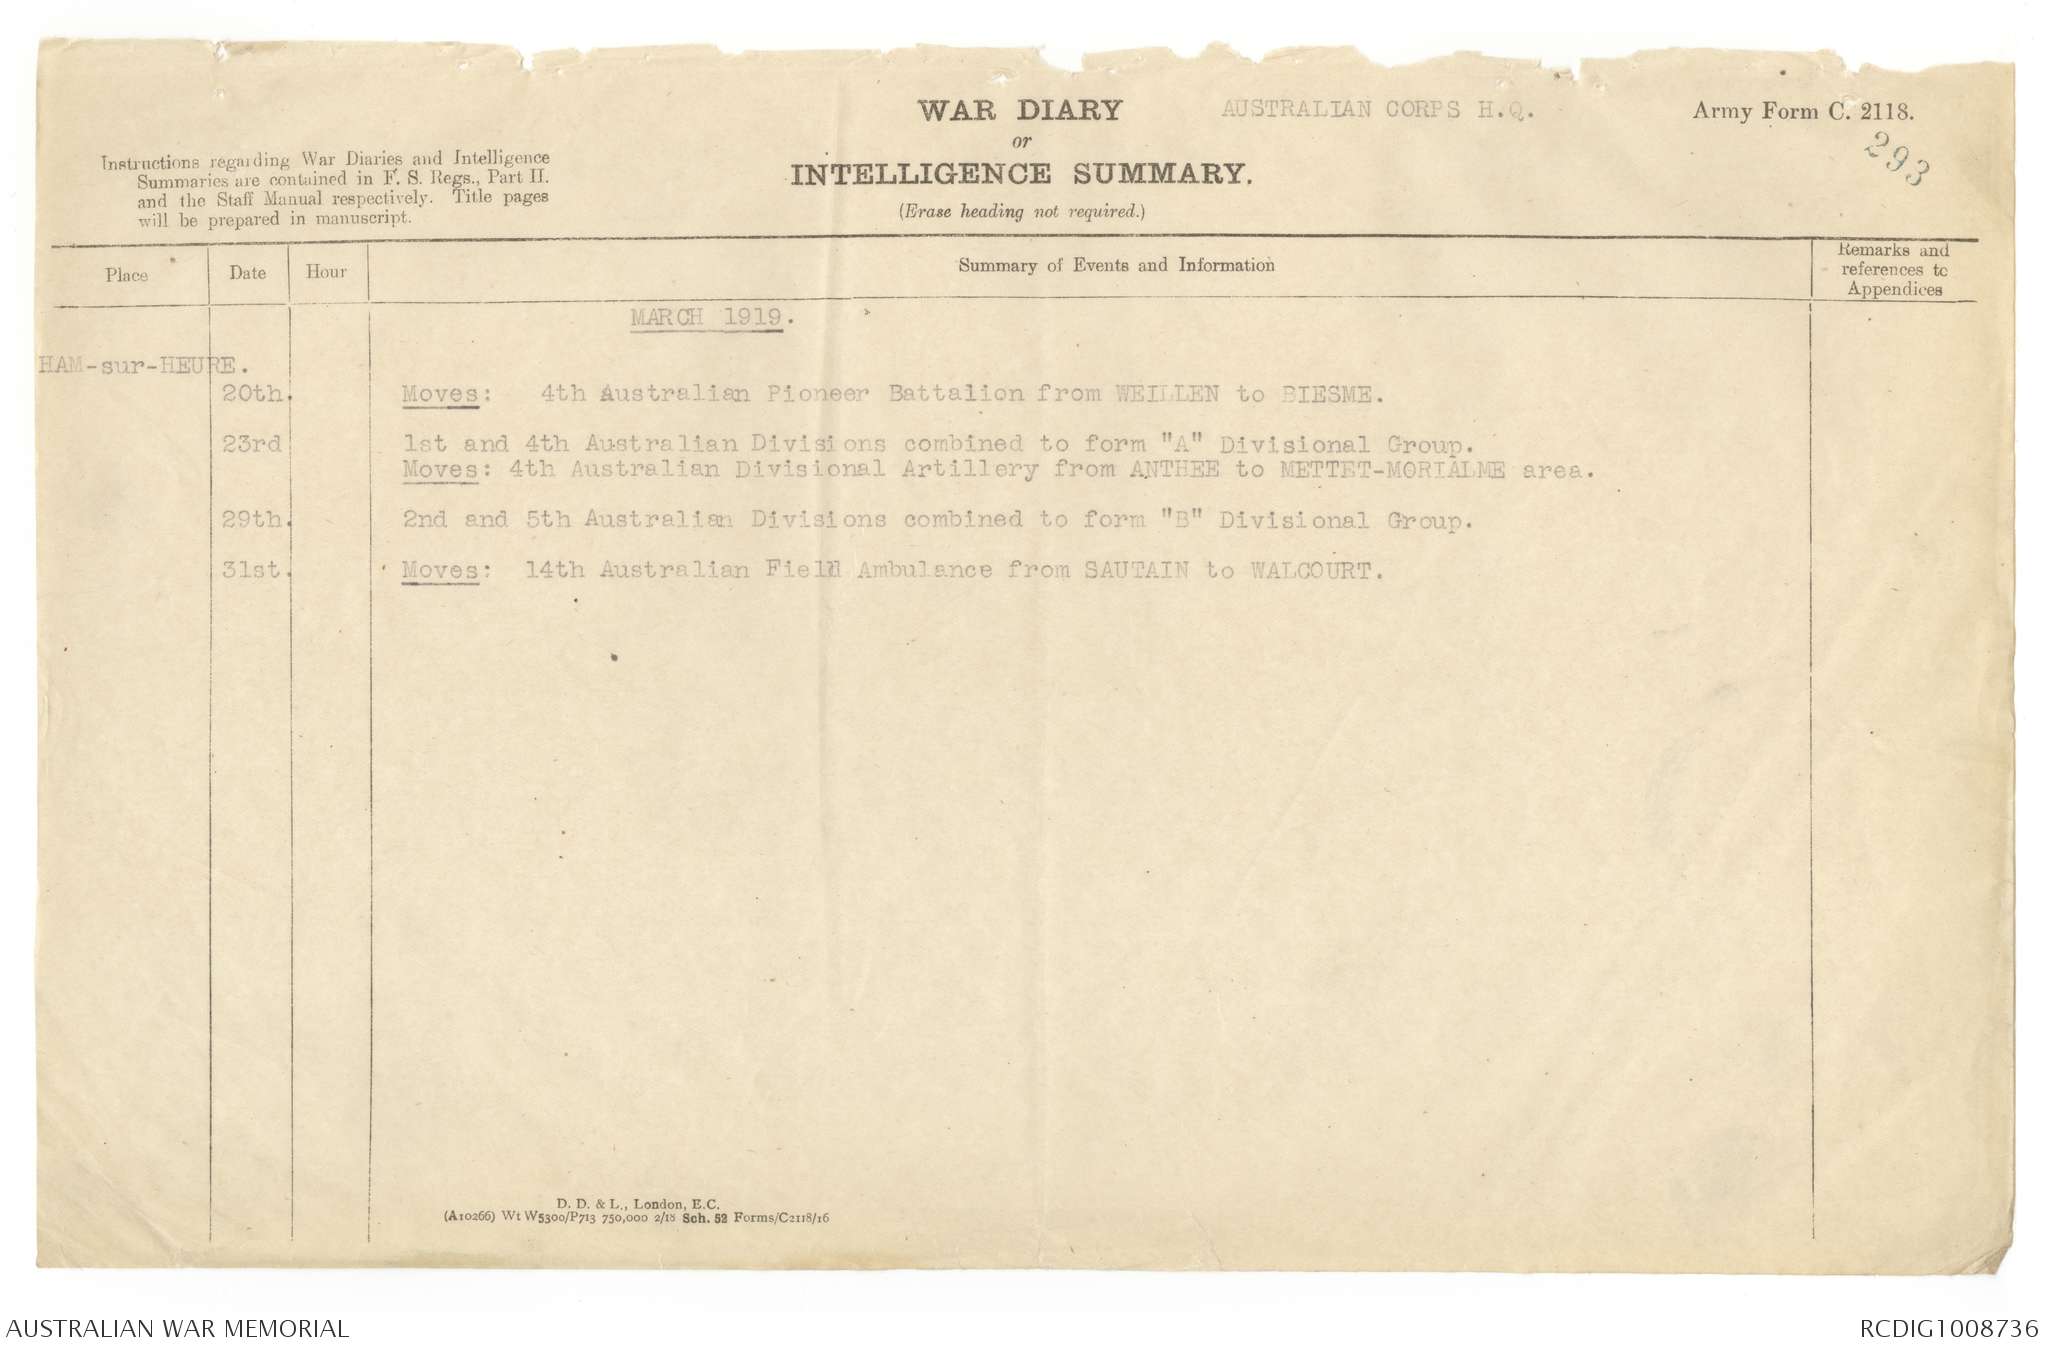 WAR DIARY
or
INTELLIGENCE SUMMARY.
(Erase heading not required.)
AUSTRALIAN CORPS H.Q.
Army Form C. 2118.
293
Instructions regarding War Diaries and Intelligence
Summaries are contained in F. S. Regs., Part II.
and the Staff Manual respectively. Title pages
will be prepared in manuscript.
Place Date Hour Summary of Events and Information
Remarks and
references to
Appendices
MARCH 1919.
HAM-sur-HEURE.
20th. Moves: 4th Australian Pioneer Battalion from WEILLEN to BIESME.
23rd 1st and 4th Australian Divisions combined to form "A" Divisional Group.
Moves: 4th Australian Divisional Artillery from ANTHEE to METTET-MORIALME area.
29th. 2nd and 5th Australian Divisions combined to form "B" Divisional Group.
31st. Moves: 14th Australian Field Ambulance from SAUTAIN to WALCOURT.
D. D. & L., London, E.C.
(A10266) Wt W5300/P713 750,000 2/18 Sch. 52 Forms/C2118/16
AUSTRALIAN WAR MEMORIAL
RCDIG1008736